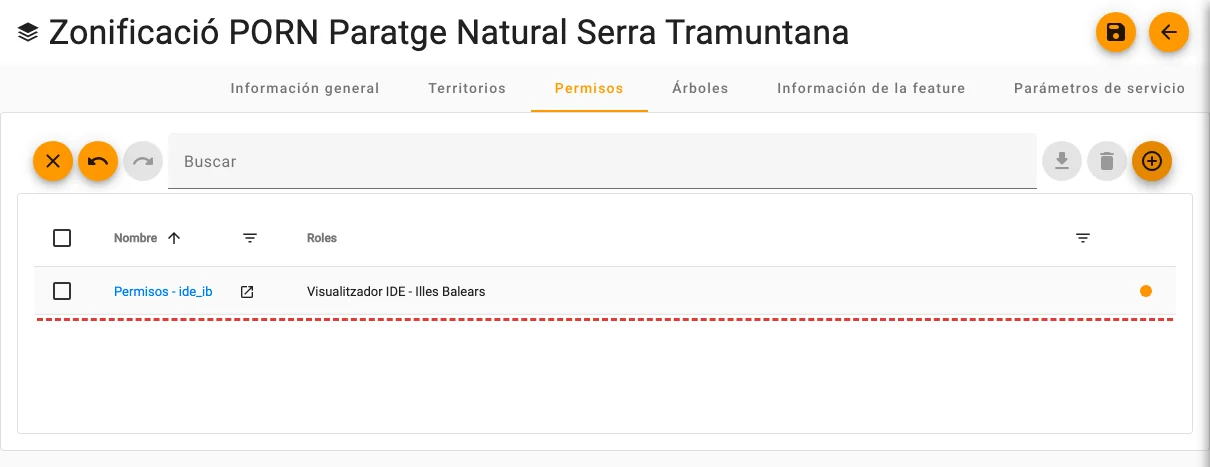 Zonificació PORN Paratge Natural Serra Tramuntana
Información general Territorios Permisos Árboles Información de la feature Parámetros de servicio
Buscar
Nombre Roles
Permisos - ide_ib Visualitzador IDE - Illes Balears